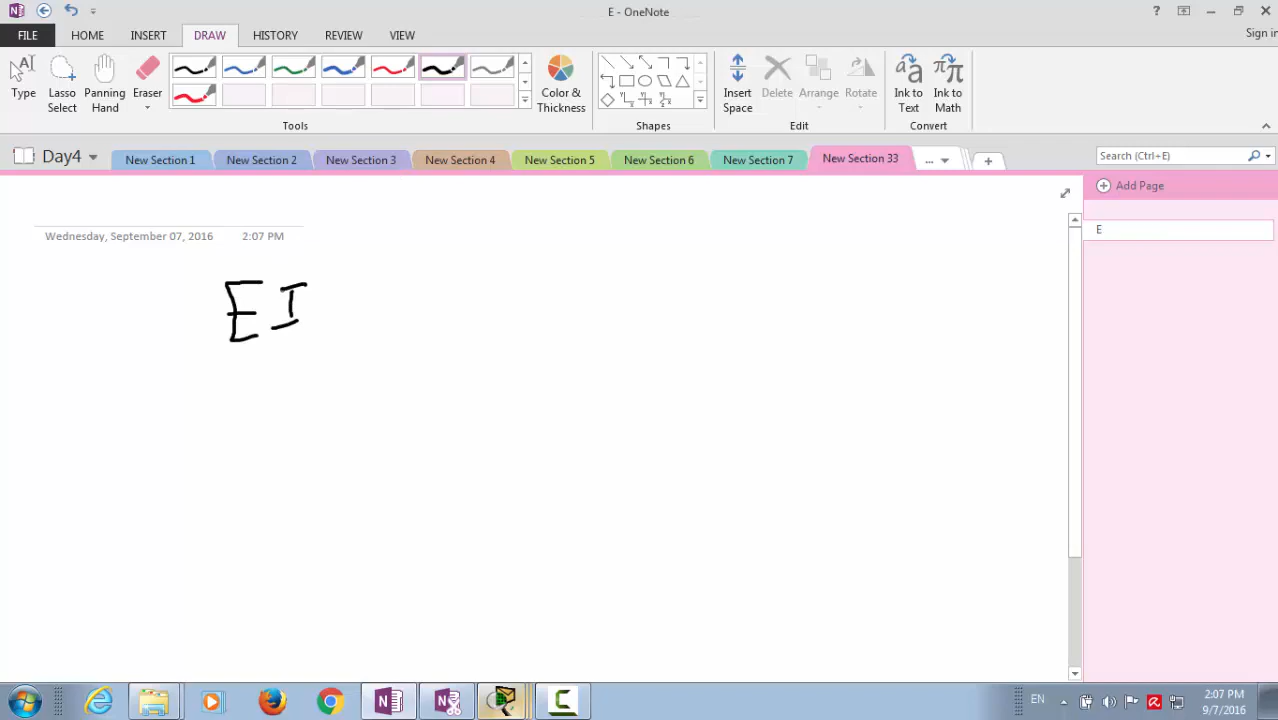 E - OneNote
? 
Sign in
FILE HOME INSERT DRAW HISTORY REVIEW VIEW
Type
Lasso Select
Panning Hand
Eraser
Color & Thickness
Insert Space
Delete
Arrange
Rotate
Ink to Text
Ink to Math
Tools
Shapes
Edit
Convert
Day4
New Section 1
New Section 2
New Section 3
New Section 4
New Section 5
New Section 6
New Section 7
New Section 33
...
Search (Ctrl+E)
Add Page
E
Wednesday, September 07, 2016 2:07 PM
EI
EN
2:07 PM
9/7/2016